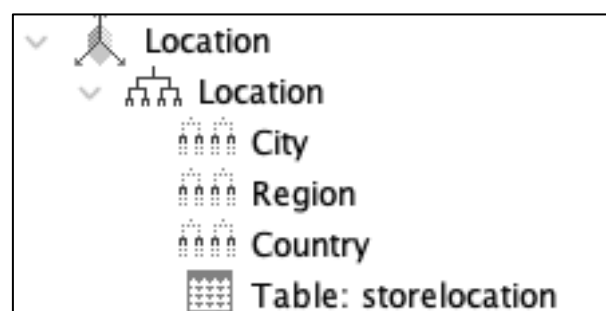 Location
Location
City
Region
Country
Table: storelocation